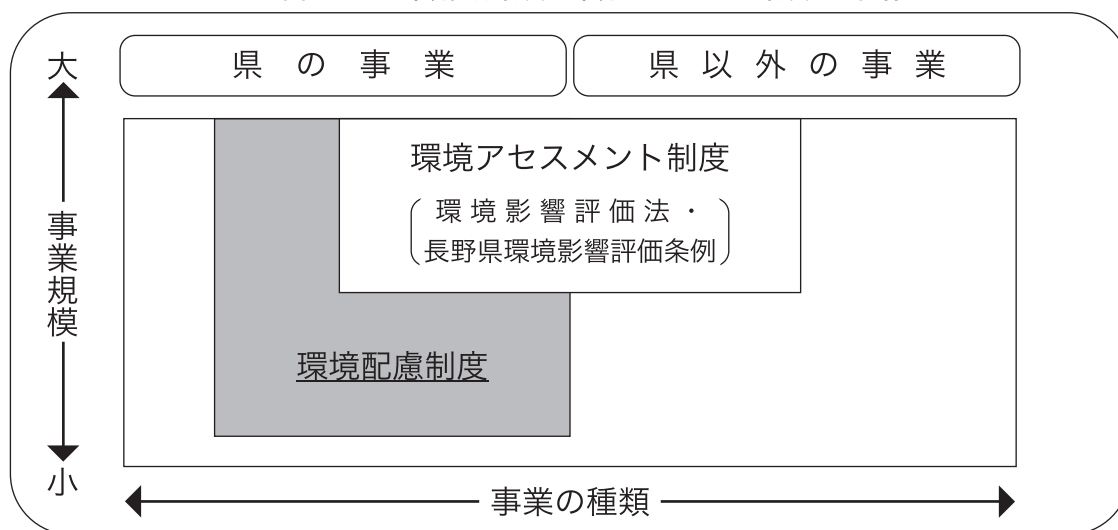 県の事業
県以外の事業
大
事業規模
小
環境アセスメント制度
環境影響評価法・
長野県環境影響評価条例
環境配慮制度
事業の種類